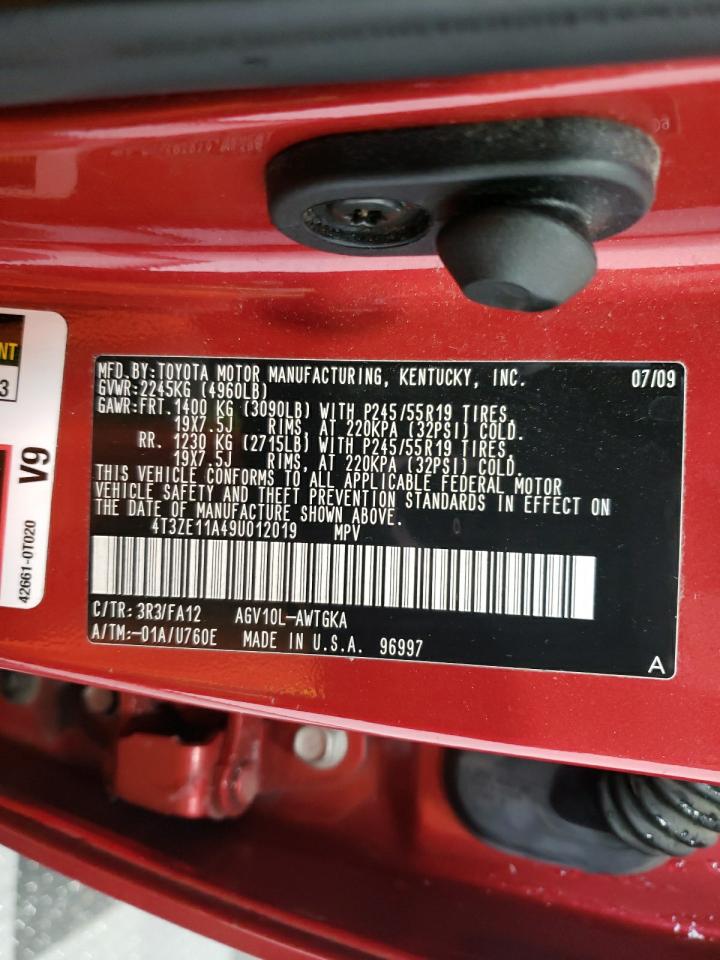 MFD.BY:TOYOTA MOTOR MANUFACTURING, KENTUCKY, INC. 07/09
GVWR:2245KG (4960LB)
GAWR:FRT. 1400 KG (3090LB) WITH P245/55R19 TIRES,
19X7.5J RIMS, AT 220KPA (32PSI) COLD.
RR. 1230 KG (2715LB) WITH P245/55R19 TIRES,
19X7.5J RIMS, AT 220KPA (32PSI) COLD.
THIS VEHICLE CONFORMS TO ALL APPLICABLE FEDERAL MOTOR
VEHICLE SAFETY AND THEFT PREVENTION STANDARDS IN EFFECT ON
THE DATE OF MANUFACTURE SHOWN ABOVE.
4T3ZE11A49U012019 MPV
C/TR: 3R3/FA12 AGV10L-AWTGKA
A/TM:-01A/U760E MADE IN U.S.A. 96997
A
NT
3
V9
42661-0T020